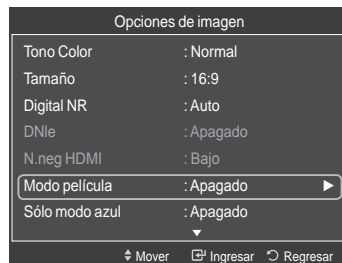 Opciones de imagen
Tono Color : Normal
Tamaño : 16:9
Digital NR : Auto
DNIe : Apagado
N.neg HDMI : Bajo
Modo película : Apagado
Sólo modo azul : Apagado
Mover Ingresar Regresar